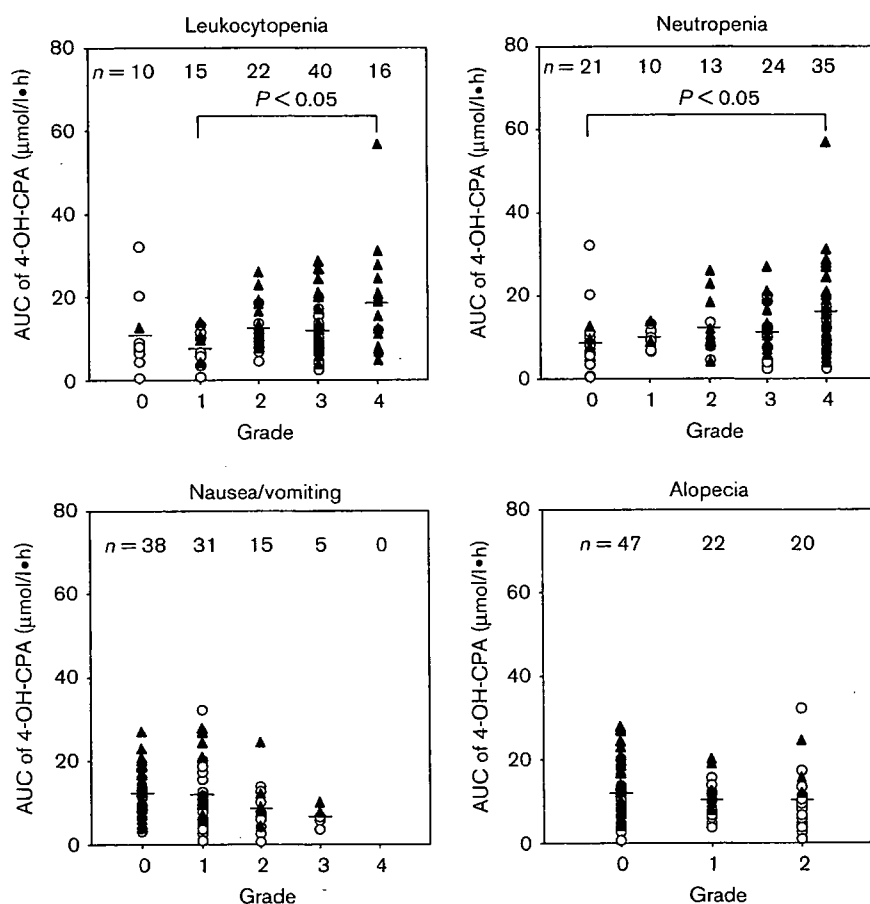 Leukocytopenia
80
60
40
20
0
n = 10 15 22 40 16
P < 0.05
0 1 2 3 4
Grade
AUC of 4-OH-CPA (μmol/l•h)
Neutropenia
80
60
40
20
0
n = 21 10 13 24 35
P < 0.05
0 1 2 3 4
Grade
AUC of 4-OH-CPA (μmol/l•h)
Nausea/vomiting
80
60
40
20
0
n = 38 31 15 5 0
0 1 2 3 4
Grade
AUC of 4-OH-CPA (μmol/l•h)
Alopecia
80
60
40
20
0
n = 47 22 20
0 1 2
Grade
AUC of 4-OH-CPA (μmol/l•h)